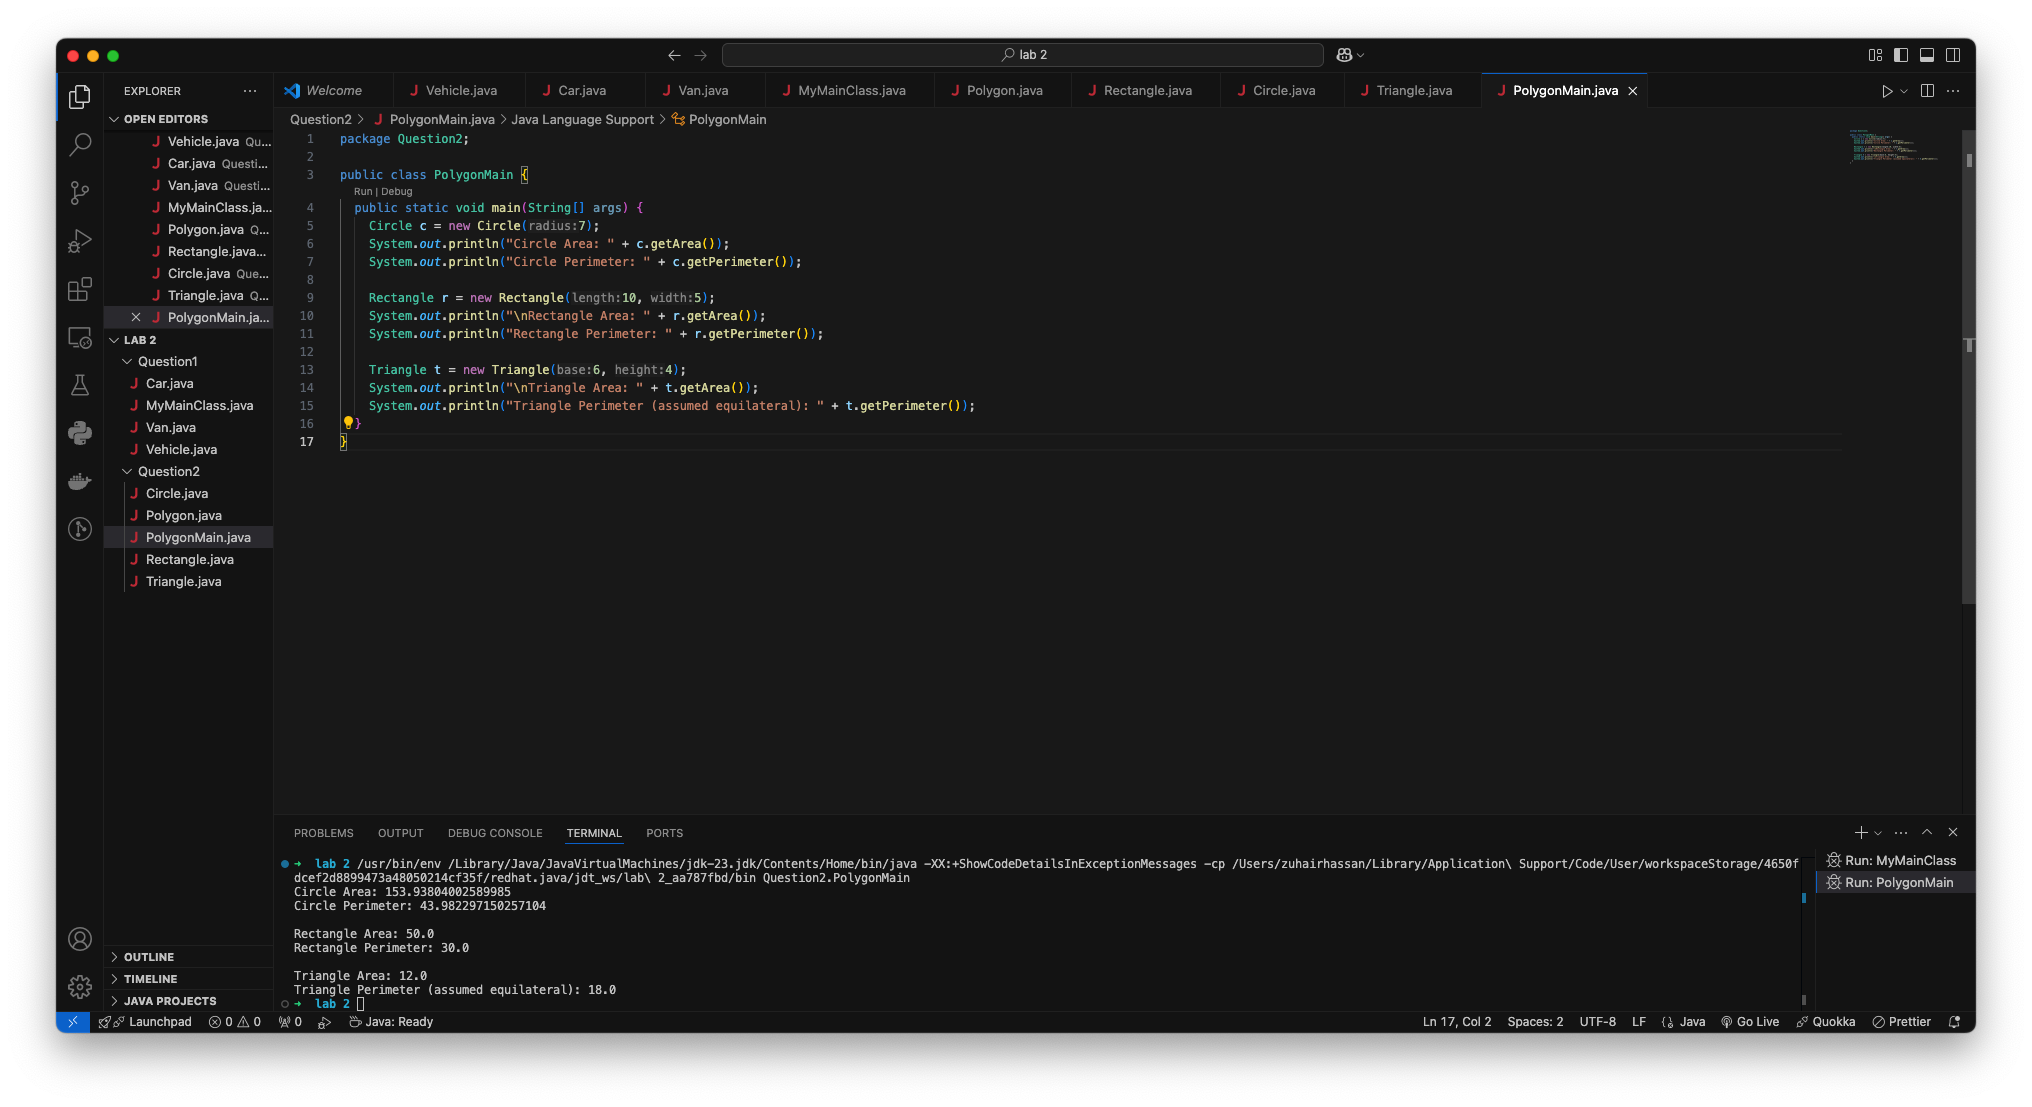 lab 2
EXPLORER
Welcome
Vehicle.java
Car.java
Van.java
MyMainClass.java
Polygon.java
Rectangle.java
Circle.java
Triangle.java
PolygonMain.java
OPEN EDITORS
Vehicle.java Qu...
Car.java Questi...
Van.java Questi...
MyMainClass.ja...
Polygon.java Q...
Rectangle.java...
Circle.java Que...
Triangle.java Q...
PolygonMain.ja...
LAB 2
Question1
Car.java
MyMainClass.java
Van.java
Vehicle.java
Question2
Circle.java
Polygon.java
PolygonMain.java
Rectangle.java
Triangle.java
OUTLINE
TIMELINE
JAVA PROJECTS
Question2 > PolygonMain.java > Java Language Support > PolygonMain
1 package Question2;
2
3 public class PolygonMain {
Run | Debug
4 public static void main(String[] args) {
5 Circle c = new Circle(radius:7);
6 System.out.println("Circle Area: " + c.getArea());
7 System.out.println("Circle Perimeter: " + c.getPerimeter());
8
9 Rectangle r = new Rectangle(length:10, width:5);
10 System.out.println("\nRectangle Area: " + r.getArea());
11 System.out.println("Rectangle Perimeter: " + r.getPerimeter());
12
13 Triangle t = new Triangle(base:6, height:4);
14 System.out.println("\nTriangle Area: " + t.getArea());
15 System.out.println("Triangle Perimeter (assumed equilateral): " + t.getPerimeter());
16 }
17 }
PROBLEMS OUTPUT DEBUG CONSOLE TERMINAL PORTS
➜ lab 2 /usr/bin/env /Library/Java/JavaVirtualMachines/jdk-23.jdk/Contents/Home/bin/java -XX:+ShowCodeDetailsInExceptionMessages -cp /Users/zuhairhassan/Library/Application\ Support/Code/User/workspaceStorage/4650f
dcef2d8899473a48050214cf35f/redhat.java/jdt_ws/lab\ 2_aa787fbd/bin Question2.PolygonMain
Circle Area: 153.93804002589985
Circle Perimeter: 43.982297150257104
Rectangle Area: 50.0
Rectangle Perimeter: 30.0
Triangle Area: 12.0
Triangle Perimeter (assumed equilateral): 18.0
➜ lab 2
Run: MyMainClass
Run: PolygonMain
Launchpad 0 0 0 Java: Ready
Ln 17, Col 2 Spaces: 2 UTF-8 LF {} Java Go Live Quokka Prettier